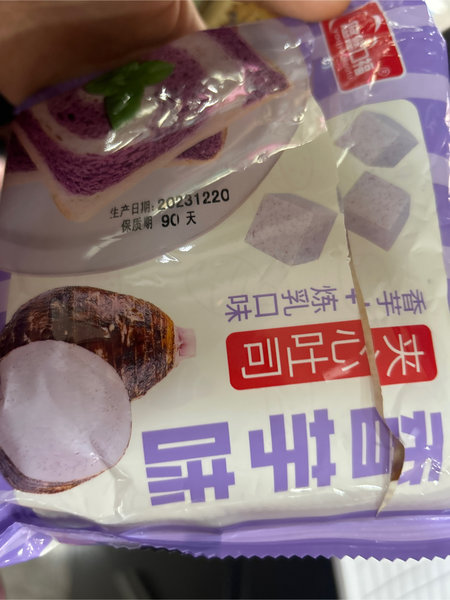 生产日期:20231220
保质期 90 天
香芋+炼乳口味
夹心吐司
香芋味